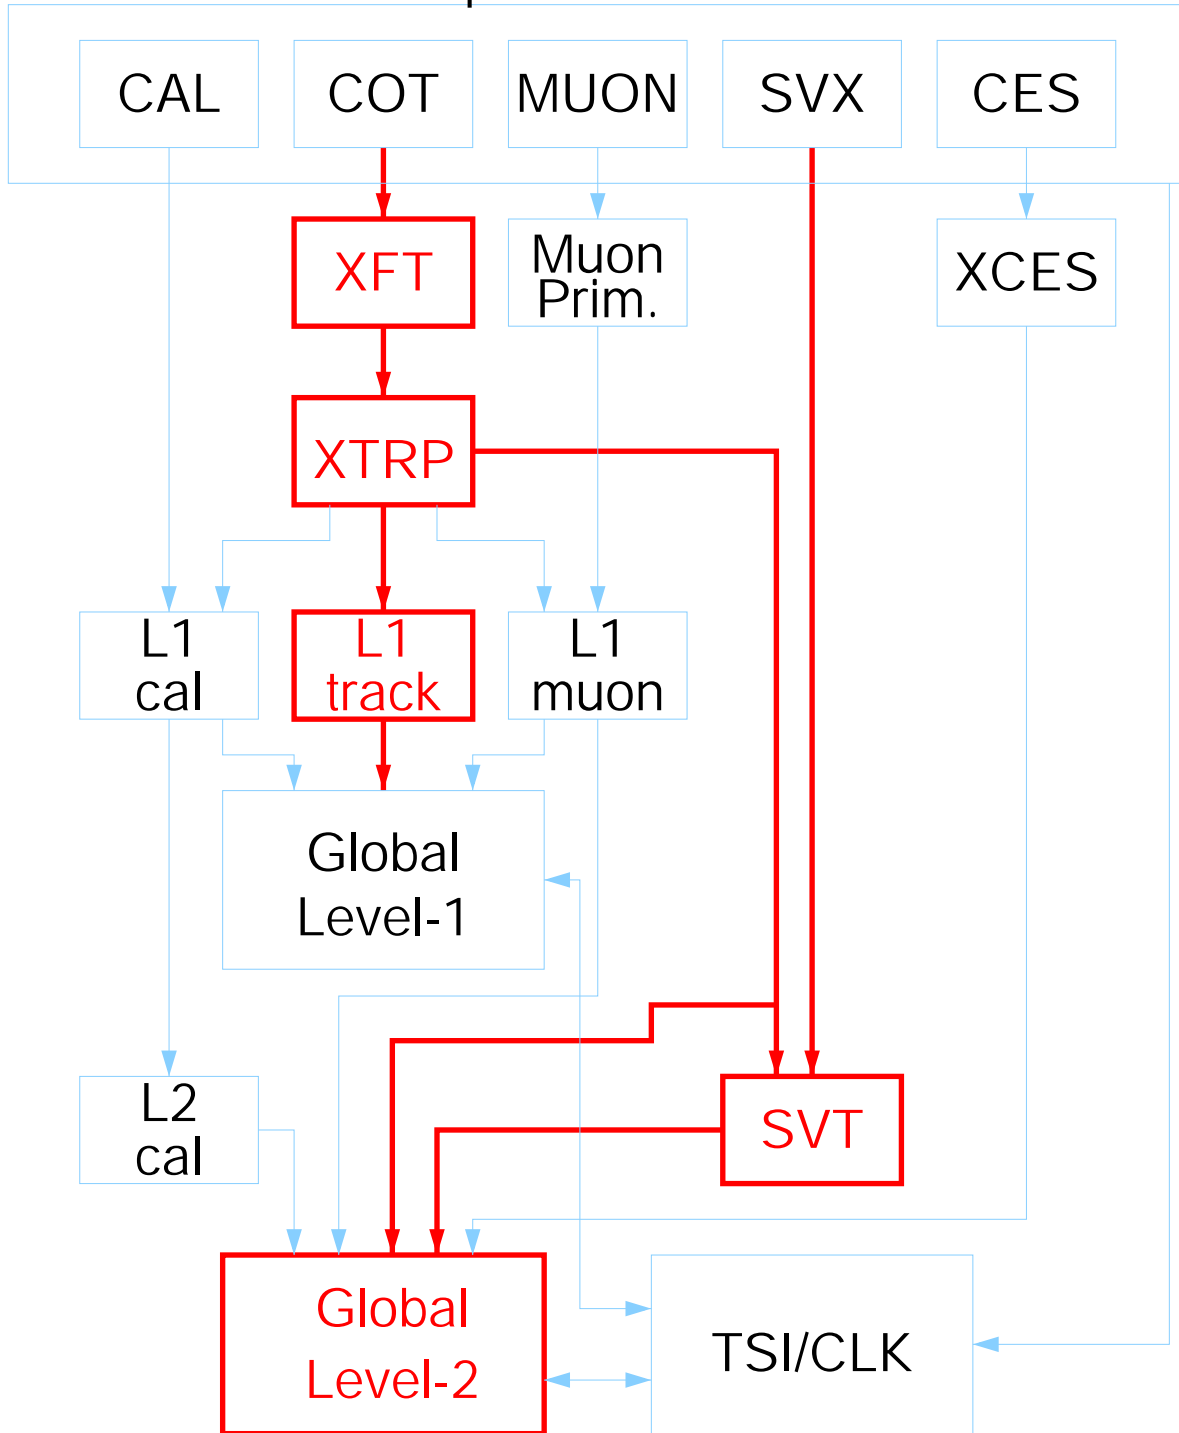 CAL
COT
MUON
SVX
CES
XFT
Muon
Prim.
XCES
XTRP
L1
cal
L1
track
L1
muon
Global
Level-1
L2
cal
SVT
Global
Level-2
TSI/CLK